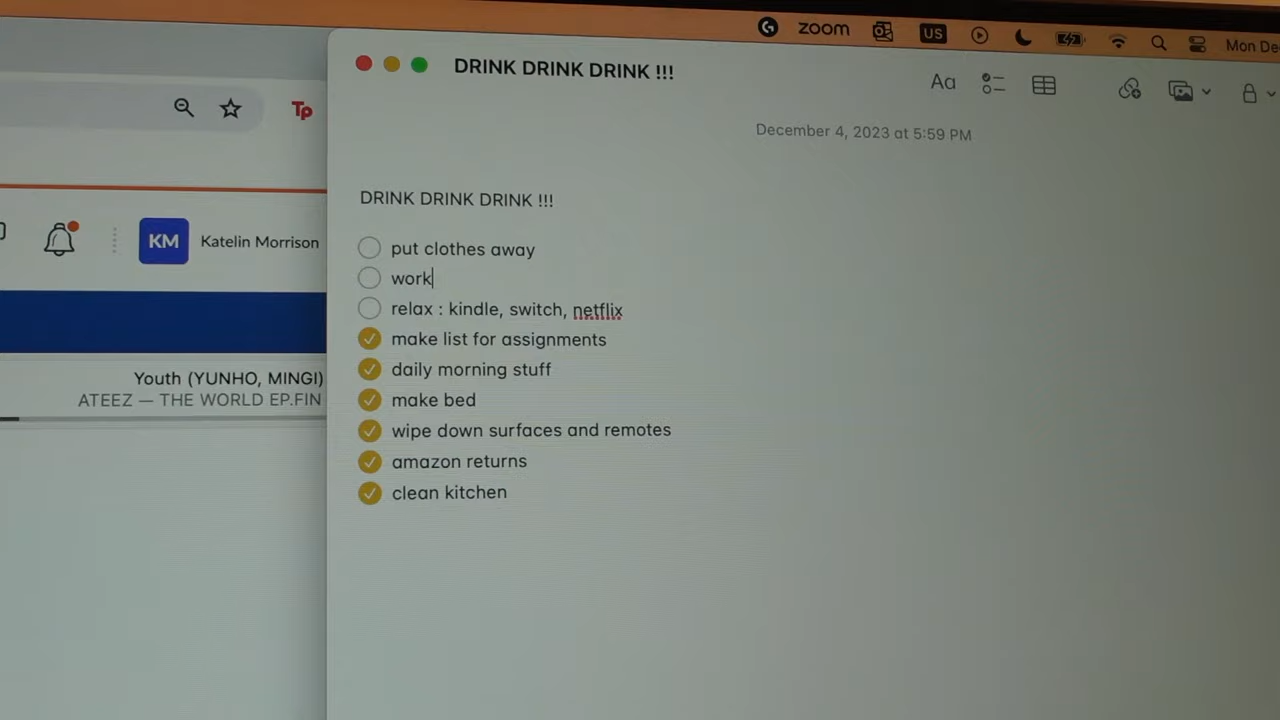 zoom
US
Mon De
DRINK DRINK DRINK !!!
Aa
Tp
December 4, 2023 at 5:59 PM
DRINK DRINK DRINK !!!
KM
Katelin Morrison
put clothes away
work
relax : kindle, switch, netflix
make list for assignments
daily morning stuff
make bed
wipe down surfaces and remotes
amazon returns
clean kitchen
Youth (YUNHO, MINGI)
ATEEZ — THE WORLD EP.FIN